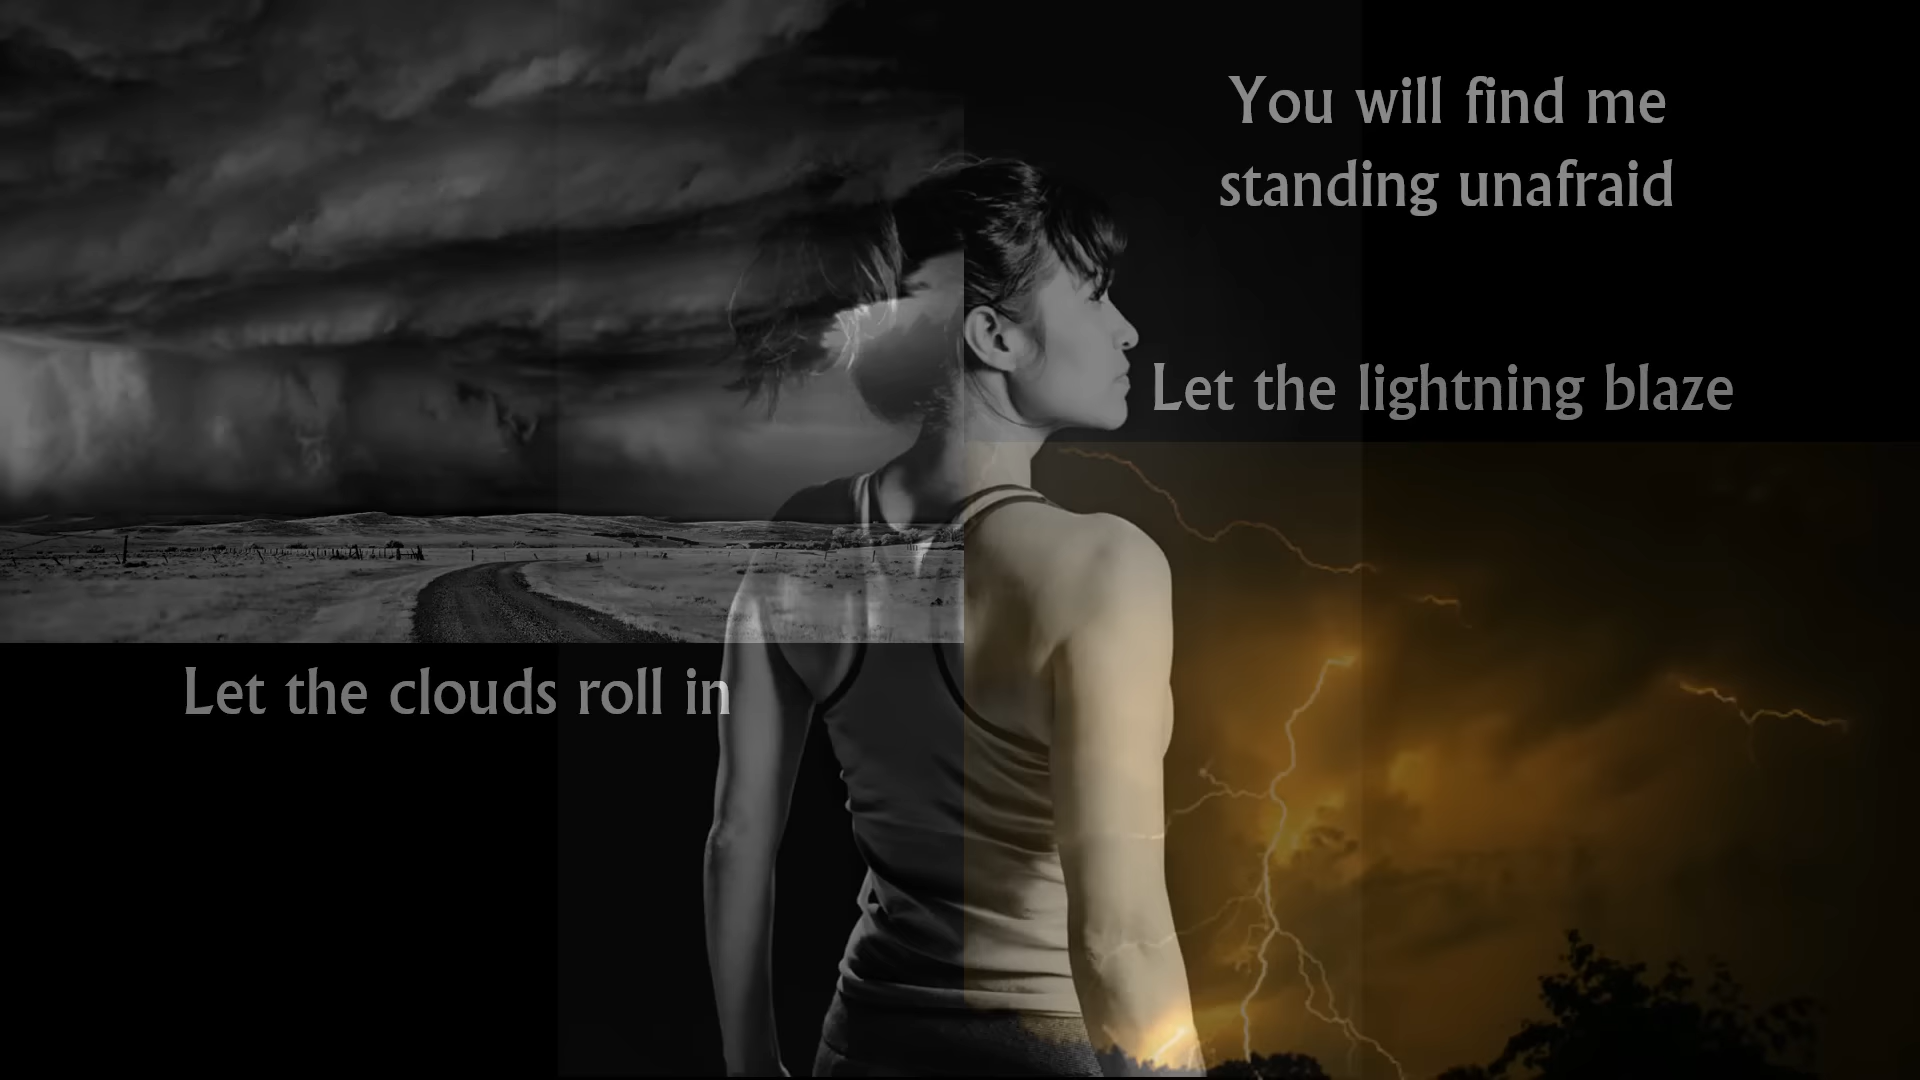 You will find me
standing unafraid
Let the lightning blaze
Let the clouds roll in